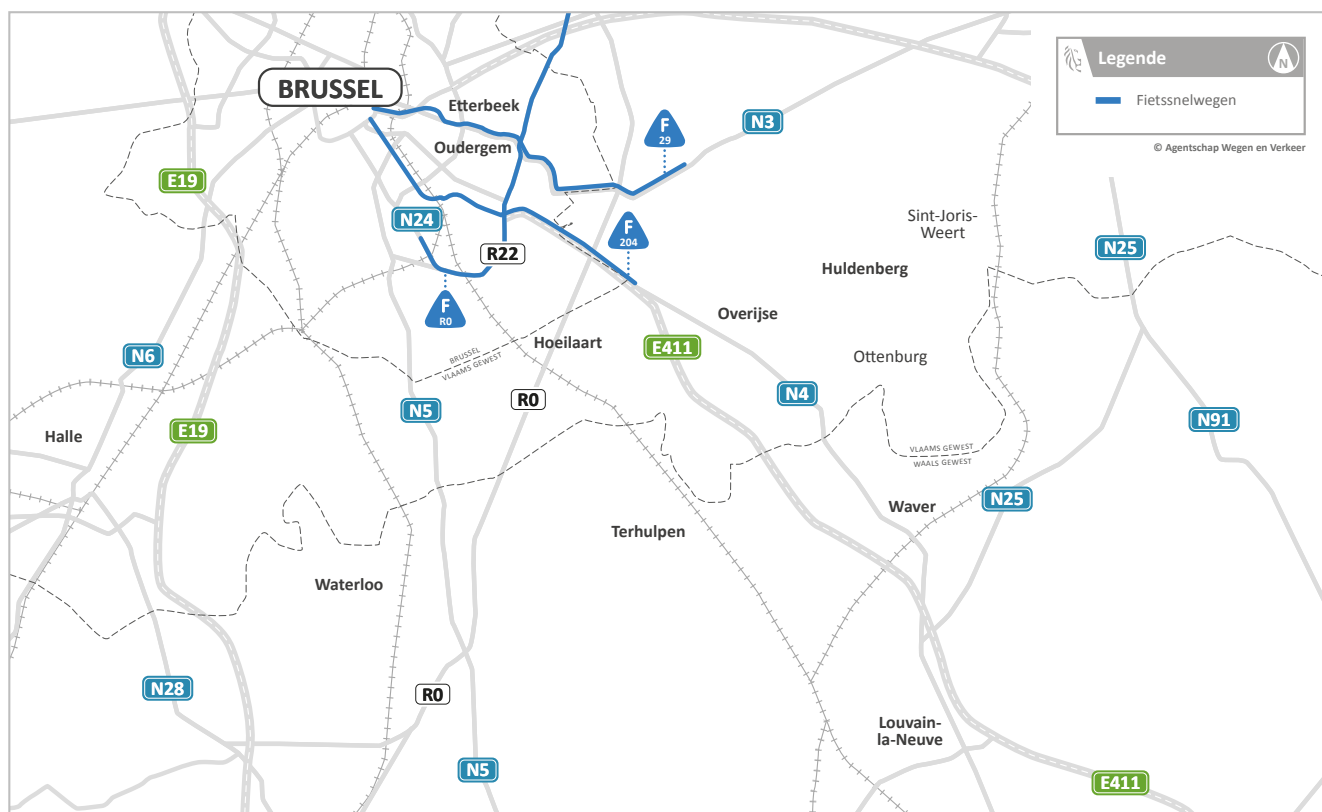 Legende
N
Fietssnelwegen
© Agentschap Wegen en Verkeer
BRUSSEL
Etterbeek
Oudergem
F
29
N3
E19
N24
F
204
Sint-Joris-
Weert
R22
N25
Huldenberg
F
R0
Overijse
Hoeilaart
E411
Ottenburg
BRUSSEL
VLAAMS GEWEST
N6
N4
R0
N5
N91
E19
Halle
VLAAMS GEWEST
WAALS GEWEST
N25
Waver
Terhulpen
Waterloo
N28
R0
Louvain-
la-Neuve
N5
E411